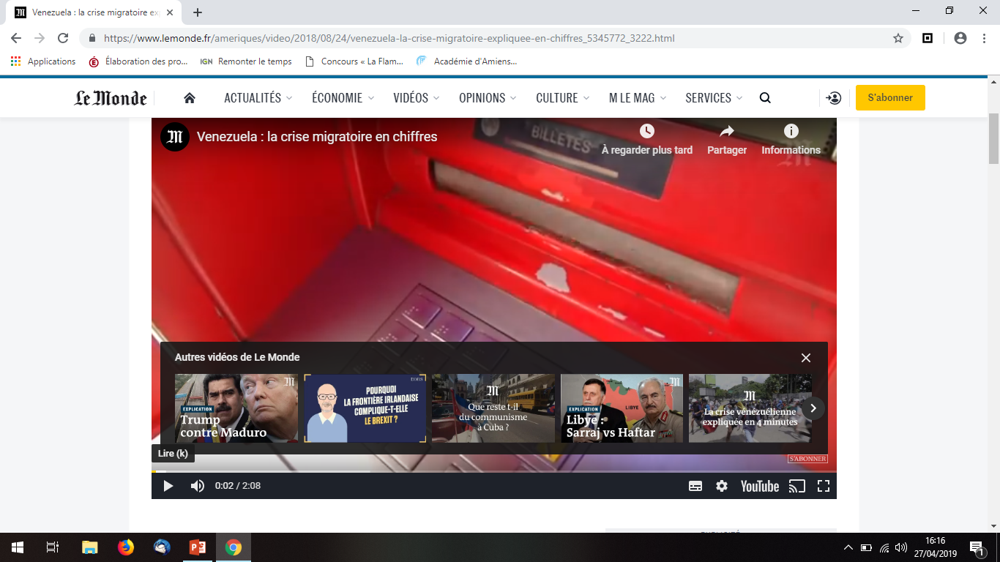 Venezuela : la crise migratoire ex
https://www.lemonde.fr/ameriques/video/2018/08/24/venezuela-la-crise-migratoire-expliquee-en-chiffres_5345772_3222.html
Applications
Élaboration des pro...
IGN Remonter le temps
Concours « La Flam...
Académie d'Amiens...
Le Monde
ACTUALITÉS
ÉCONOMIE
VIDÉOS
OPINIONS
CULTURE
M LE MAG
SERVICES
S'abonner
M
Venezuela : la crise migratoire en chiffres
BILLETES
À regarder plus tard
Partager
Informations
M
Autres vidéos de Le Monde
M
EXPLICATION
Trump
contre Maduro
POURQUOI
LA FRONTIÈRE IRLANDAISE
COMPLIQUE-T-ELLE
LE BREXIT ?
M
Que reste t-il
du communisme
à Cuba ?
M
LIBYE
EXPLICATION
Libye :
Sarraj vs Haftar
M
La crise vénézuélienne
expliquée en 4 minutes
Lire (k)
S'ABONNER
0:02 / 2:08
YouTube
16:16
27/04/2019
1